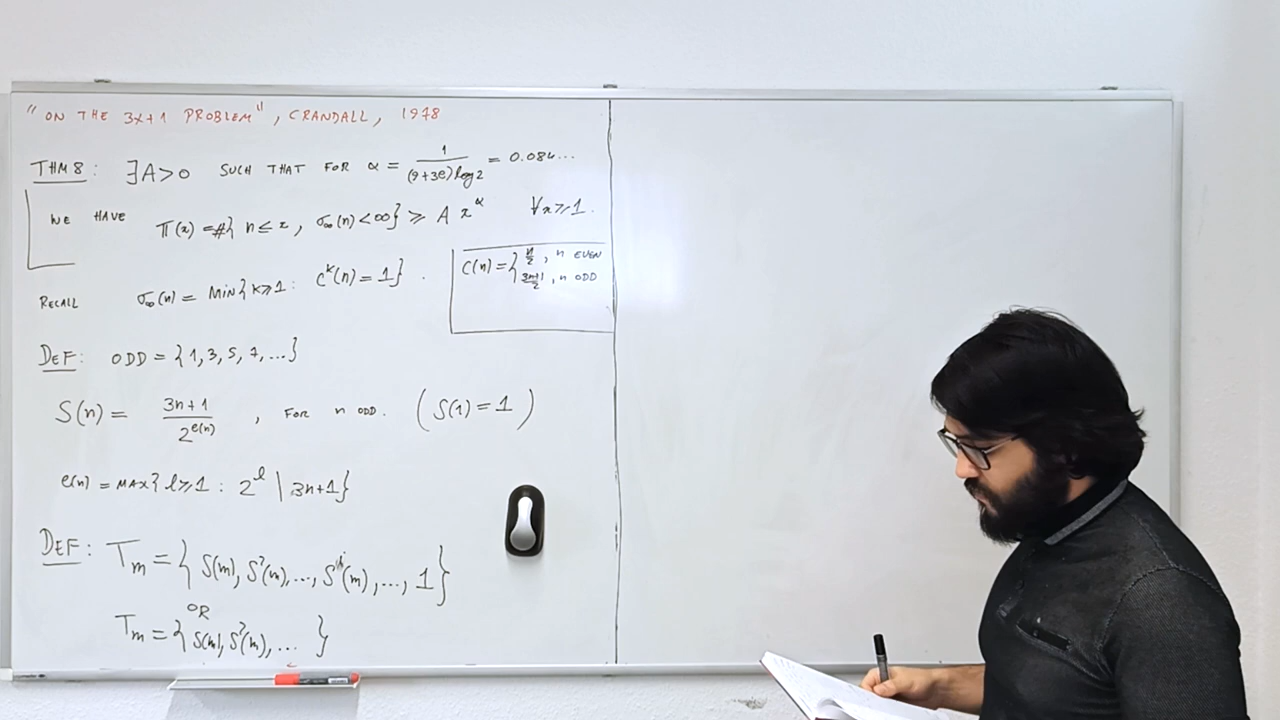 "ON THE 3x+1 PROBLEM", CRANDALL, 1978
THM 8: ∃A>0 SUCH THAT FOR α = 1/((9+3e)log2) = 0.084...
WE HAVE π(x) = #{ n ≤ x, σ∞(n) < ∞} ≥ A x^α ∀x≥1.
RECALL σ∞(n) = MIN{ k≥1: C^k(n) = 1}.
C(n) = { n/2, n EVEN
(3n+1)/2, n ODD
DEF: ODD = {1, 3, 5, 7, ...}
S(n) = (3n+1)/2^e(n), FOR n ODD. (S(1) = 1)
e(n) = MAX{ l≥1 : 2^l | 3n+1}
DEF: T_m = { S(m), S²(m), ..., S^i(m), ..., 1}
OR
T_m = { S(m), S²(m), ... }